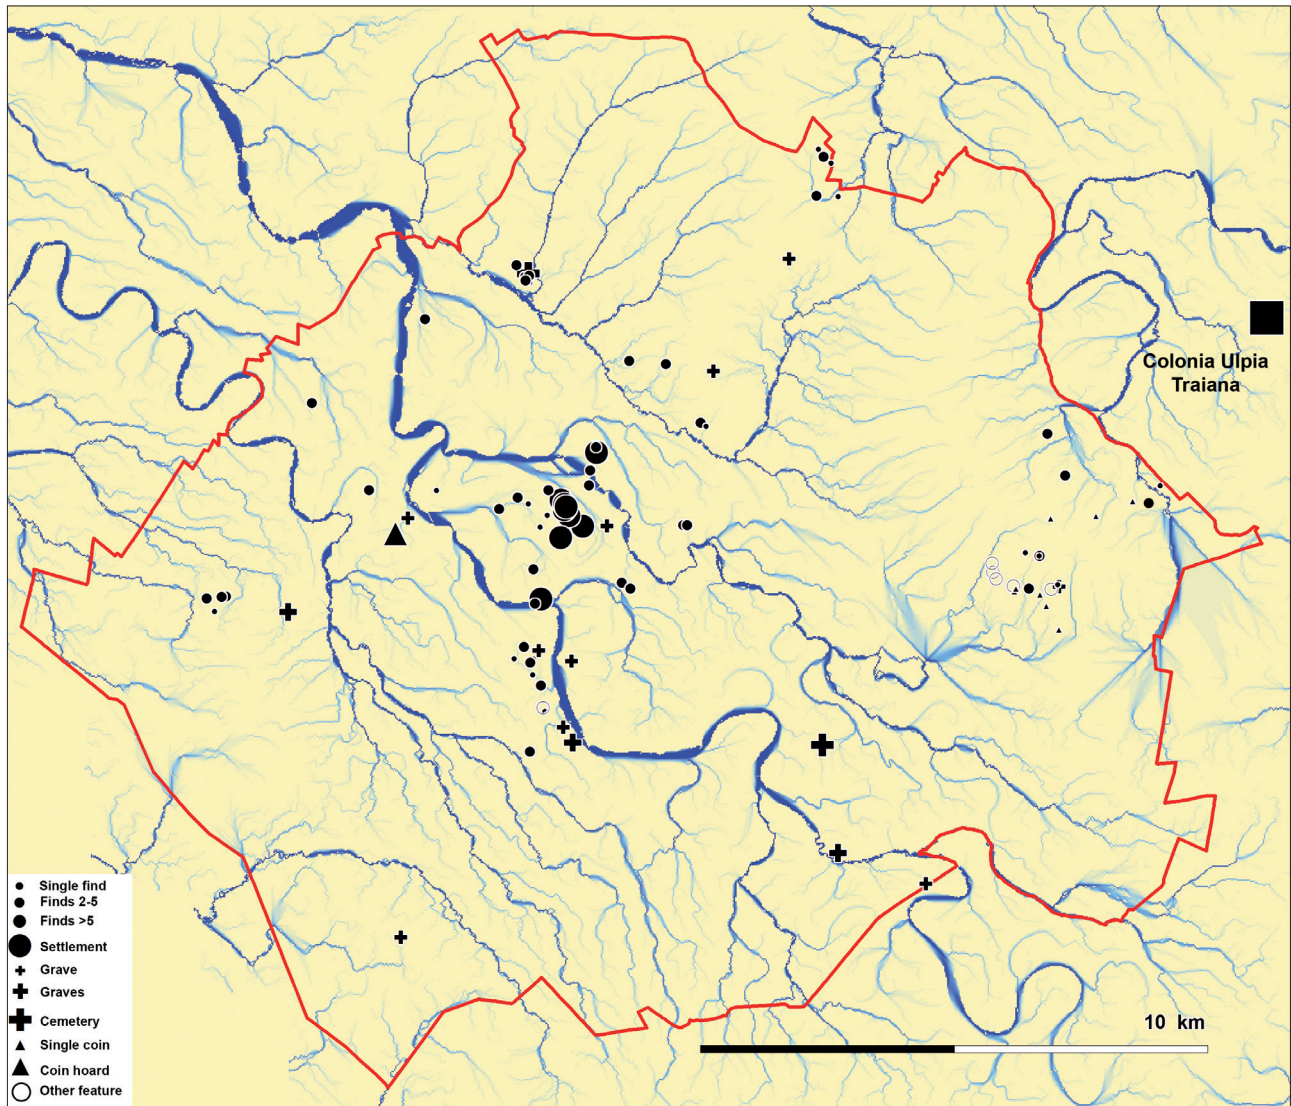 Colonia Ulpia
Traiana
Single find
Finds 2-5
Finds >5
Settlement
Grave
Graves
Cemetery
Single coin
Coin hoard
Other feature
10 km